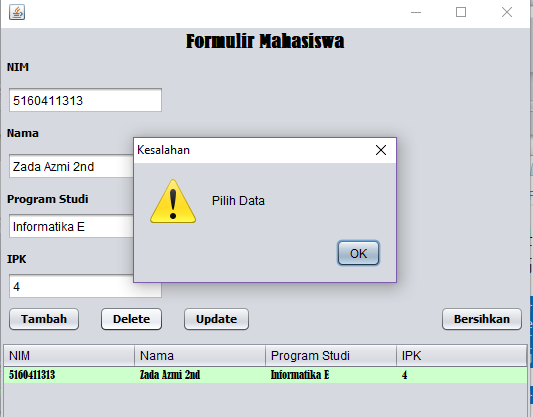 Formulir Mahasiswa
NIM
5160411313
Nama
Zada Azmi 2nd
Program Studi
Informatika E
IPK
4
Kesalahan
Pilih Data
OK
Tambah Delete Update Bersihkan
NIM Nama Program Studi IPK
5160411313 Zada Azmi 2nd Informatika E 4